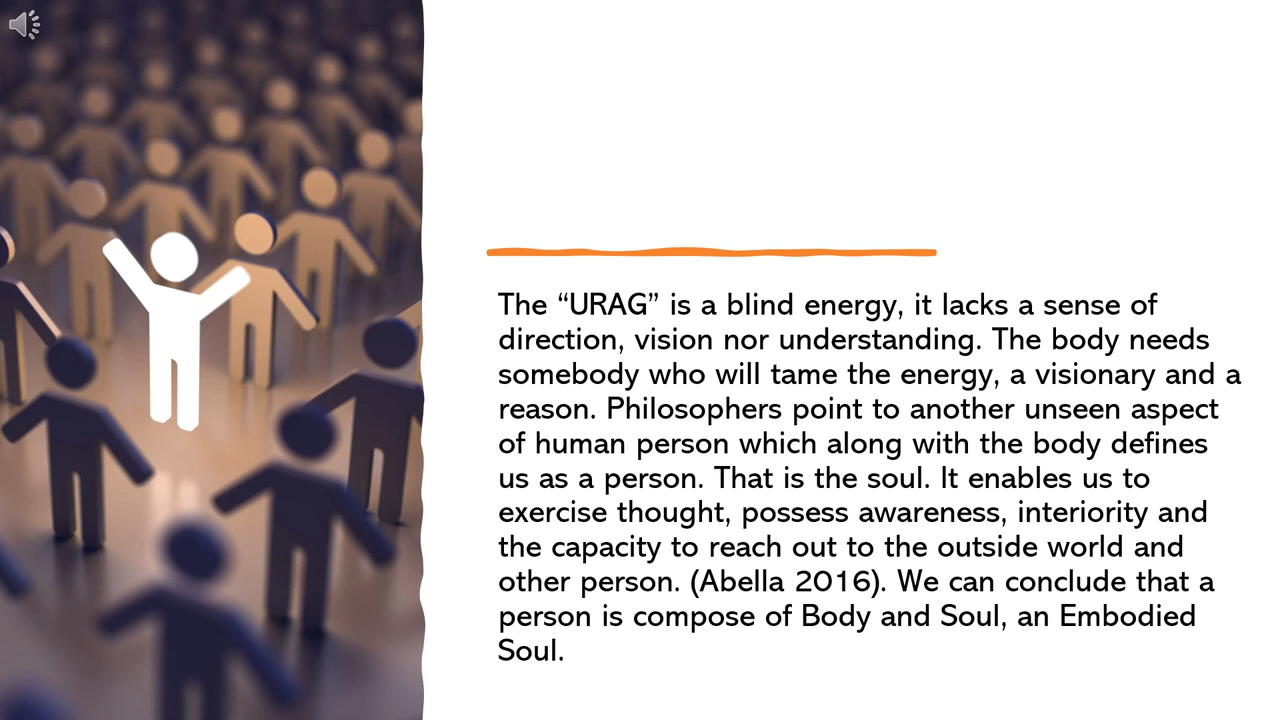 The “URAG” is a blind energy, it lacks a sense of
direction, vision nor understanding. The body needs
somebody who will tame the energy, a visionary and a
reason. Philosophers point to another unseen aspect
of human person which along with the body defines
us as a person. That is the soul. It enables us to
exercise thought, possess awareness, interiority and
the capacity to reach out to the outside world and
other person. (Abella 2016). We can conclude that a
person is compose of Body and Soul, an Embodied
Soul.